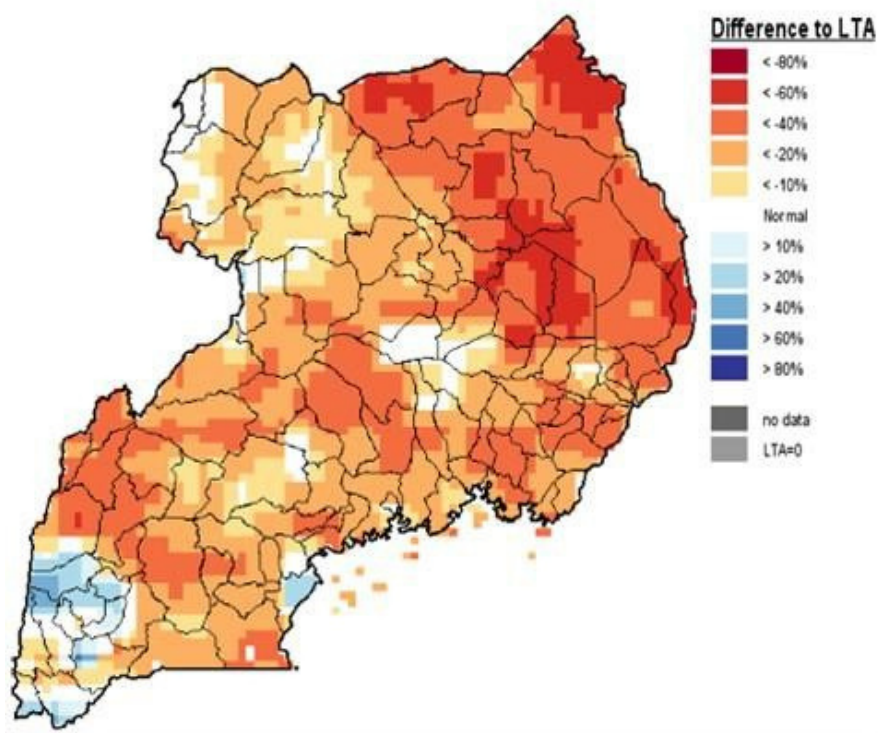 Difference to LTA
< -80%
< -60%
< -40%
< -20%
< -10%
Normal
> 10%
> 20%
> 40%
> 60%
> 80%
no data
LTA=0